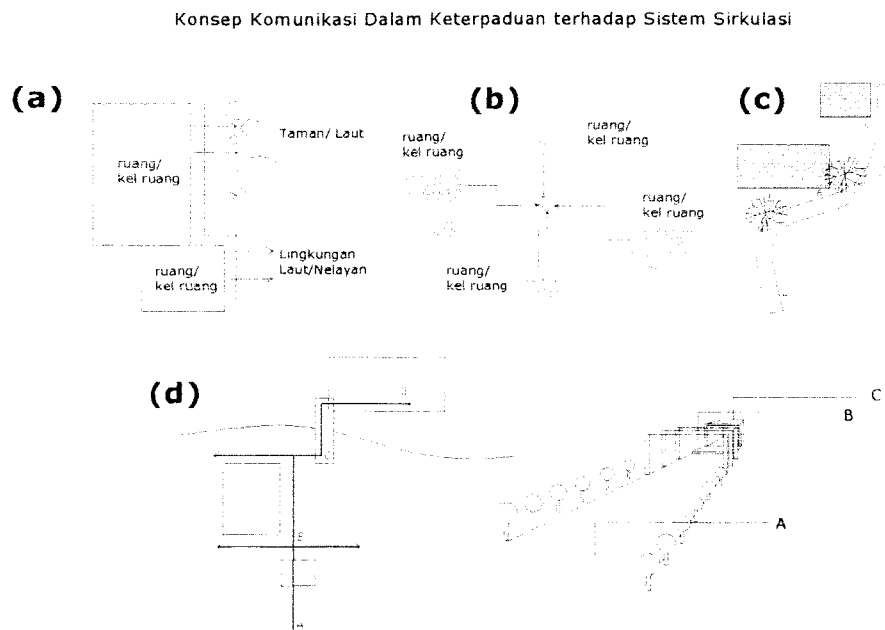 Konsep Komunikasi Dalam Keterpaduan terhadap Sistem Sirkulasi
(a)
ruang/
kel ruang
Taman/ Laut
ruang/
kel ruang
Lingkungan
Laut/Nelayan
(b)
ruang/
kel ruang
ruang/
kel ruang
ruang/
kel ruang
ruang/
kel ruang
(c)
(d)
B
A
C
B
A